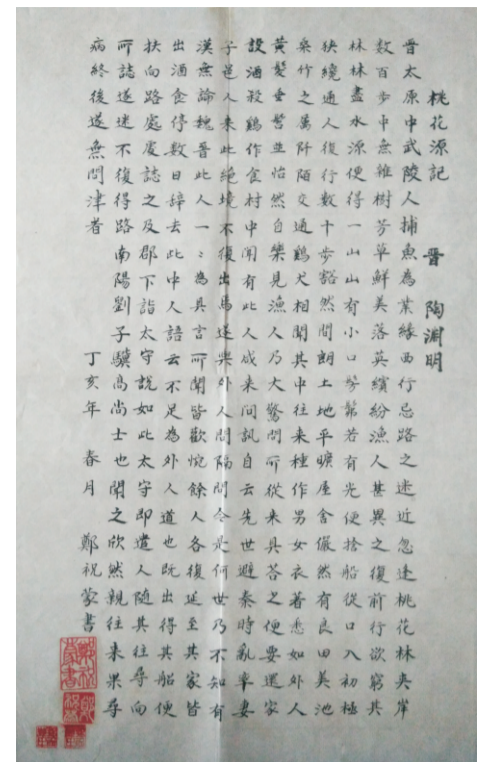 桃花源記 晉 陶淵明
晋太原中武陵人捕魚為業緣西行忘路之迷近忽逢桃花林夾岸
數百步中無雜樹芳草鮮美落英繽紛漁人甚異之復前行欲窮其
林林盡水源便得一山山有小口髣髴若有光便捨船從口入初極
狹纔通人復行數十步豁然開朗土地平曠屋舍儼然有良田美池
桑竹之屬阡陌交通鷄犬相聞其中往来種作男女衣著悉如外人
黃髮垂髫並怡然自樂見漁人乃大驚問所從来具答之便要還家
設酒殺鷄作食村中聞有此人咸来问訊自云先世避秦時亂率妻
子邑人来此絕境不復出焉遂與外人間隔問今是何世乃不知有
漢無論魏晉此人一〻為具言所聞皆歎惋餘人各復延至其家皆
出酒食停數日辭去此中人語云不足為外人道也既出得其船便
扶向路處處誌之及郡下詣太守說如此太守即遣人隨其往尋向
所誌遂迷不復得路南陽劉子驥高尚士也聞之欣然親往未果尋
病終後遂無問津者 丁亥年 春月 鄭祝蒙書